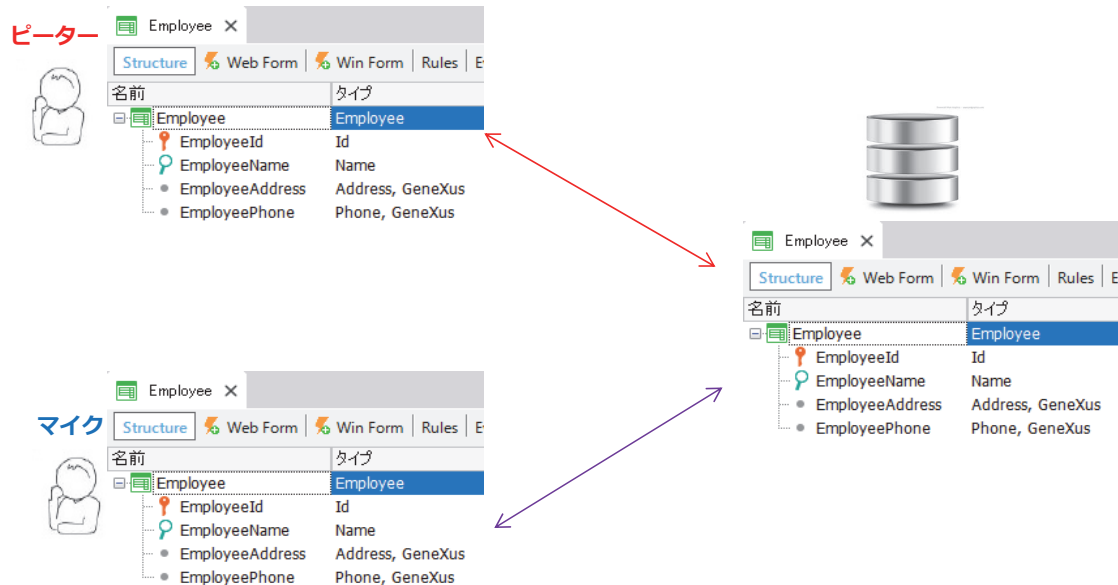 ピーター
Employee
Structure Web Form Win Form Rules
名前 タイプ
Employee Employee
EmployeeId Id
EmployeeName Name
EmployeeAddress Address, GeneXus
EmployeePhone Phone, GeneXus
Employee
Structure Web Form Win Form Rules E
名前 タイプ
Employee Employee
EmployeeId Id
EmployeeName Name
EmployeeAddress Address, GeneXus
EmployeePhone Phone, GeneXus
マイク
Employee
Structure Web Form Win Form Rules
名前 タイプ
Employee Employee
EmployeeId Id
EmployeeName Name
EmployeeAddress Address, GeneXus
EmployeePhone Phone, GeneXus